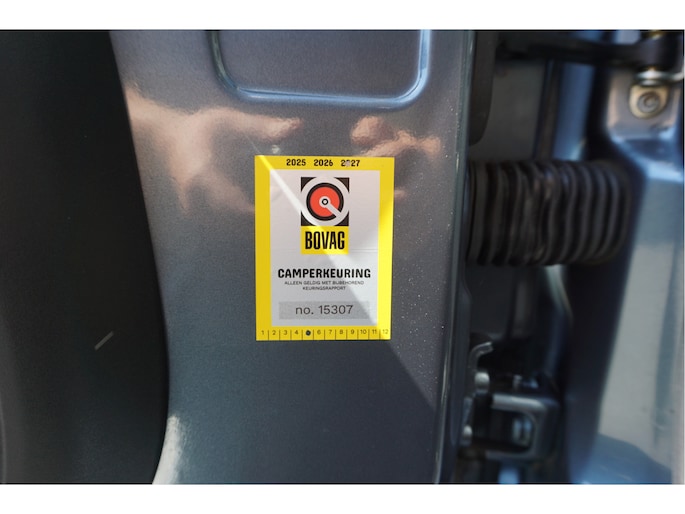 2025 2026 2027
BOVAG
CAMPERKEURING
ALLEEN GELDIG MET BIJBEHOREND
KEURINGSRAPPORT
no. 15307
1 | 2 | 3 | 4 | | 6 | 7 | 8 | 9 | 10 | 11 | 12